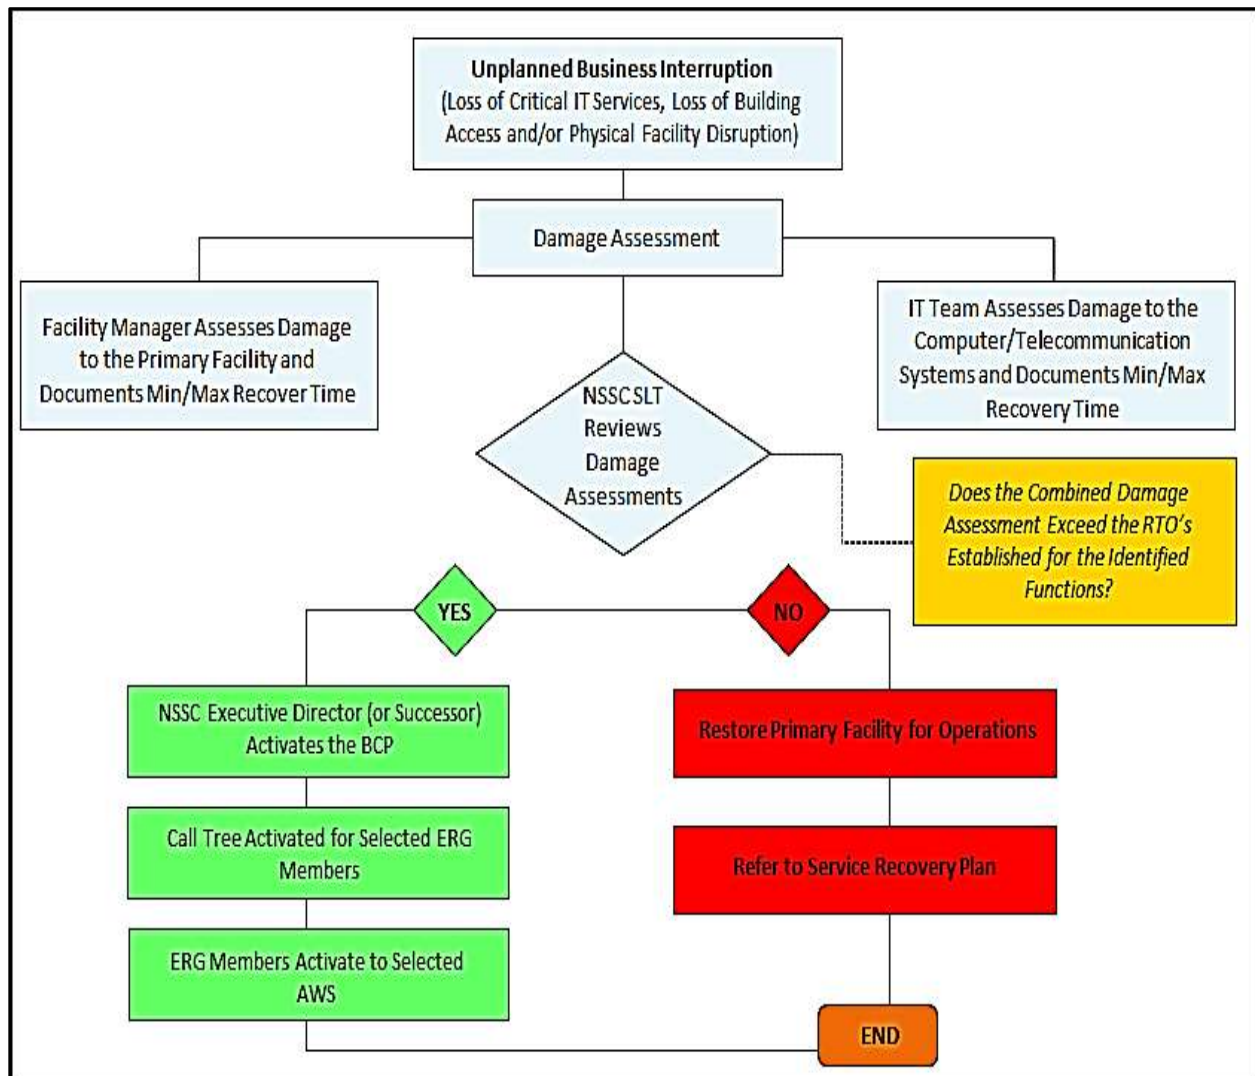 Unplanned Business Interruption
(Loss of Critical IT Services, Loss of Building
Access and/or Physical Facility Disruption)
Damage Assessment
Facility Manager Assesses Damage
to the Primary Facility and
Documents Min/Max Recover Time
IT Team Assesses Damage to the
Computer/Telecommunication
Systems and Documents Min/Max
Recovery Time
NSSC SLT
Reviews
Damage
Assessments
Does the Combined Damage
Assessment Exceed the RTO's
Established for the Identified
Functions?
YES
NO
NSSC Executive Director (or Successor)
Activates the BCP
Call Tree Activated for Selected ERG
Members
ERG Members Activate to Selected
AWS
Restore Primary Facility for Operations
Refer to Service Recovery Plan
END